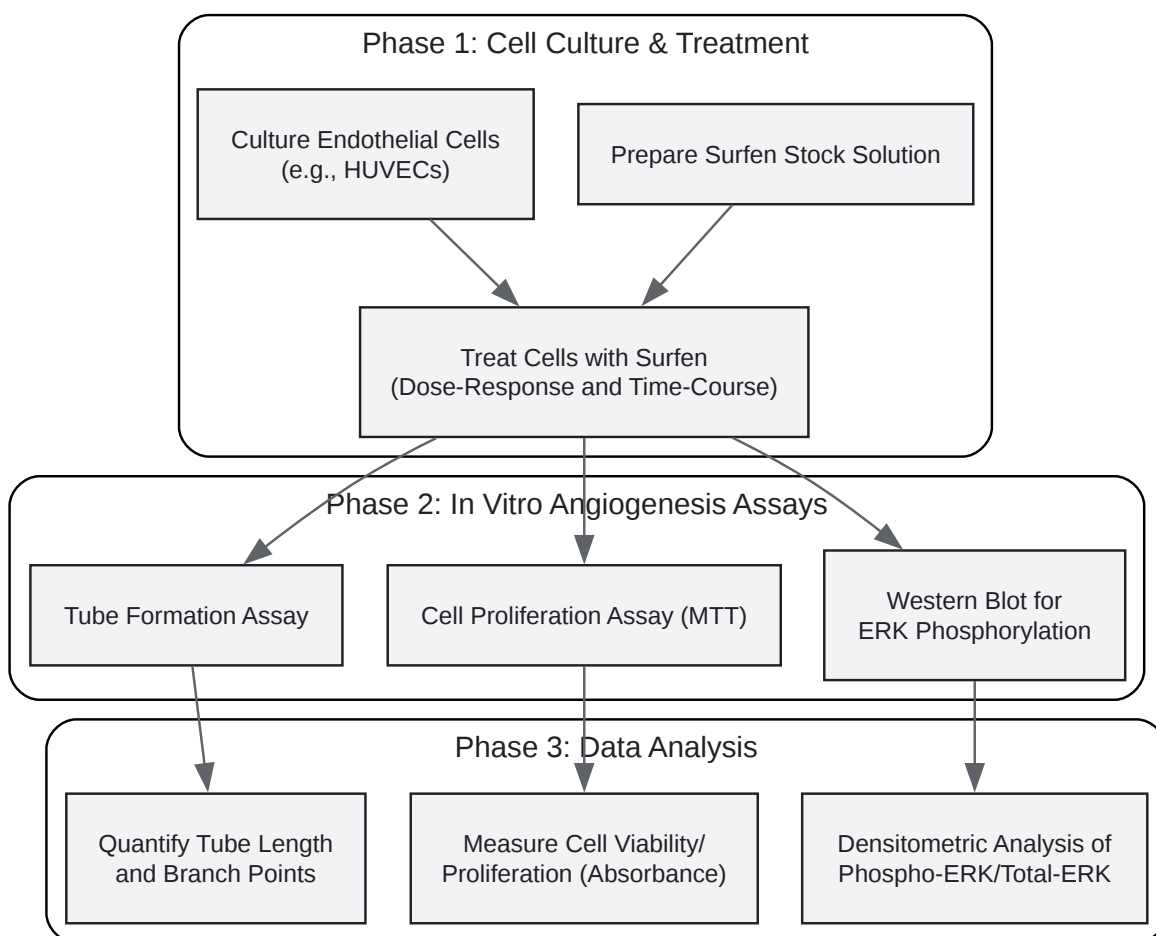 Phase 1: Cell Culture & Treatment
Culture Endothelial Cells
(e.g., HUVECs)
Prepare Surfen Stock Solution
Treat Cells with Surfen
(Dose-Response and Time-Course)
Phase 2: In Vitro Angiogenesis Assays
Tube Formation Assay
Cell Proliferation Assay (MTT)
Western Blot for
ERK Phosphorylation
Phase 3: Data Analysis
Quantify Tube Length
and Branch Points
Measure Cell Viability/
Proliferation (Absorbance)
Densitometric Analysis of
Phospho-ERK/Total-ERK